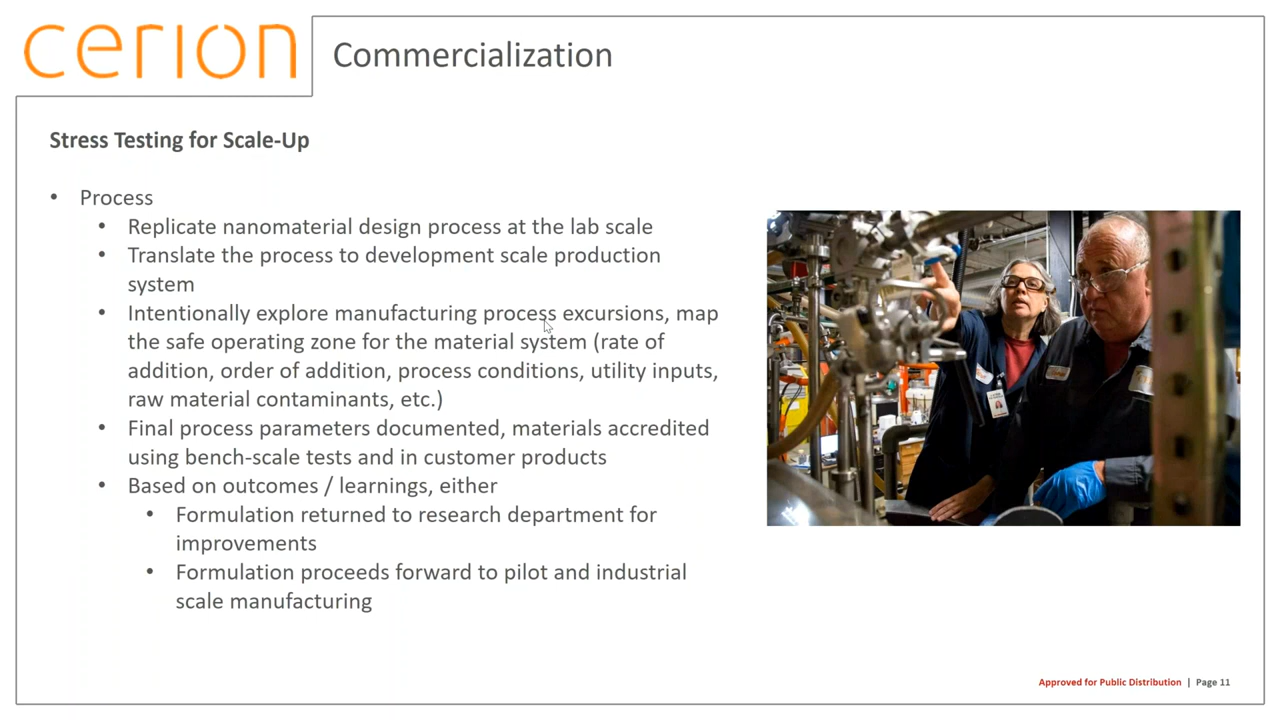 cerion
Commercialization
Stress Testing for Scale-Up
• Process
• Replicate nanomaterial design process at the lab scale
• Translate the process to development scale production
system
• Intentionally explore manufacturing process excursions, map
the safe operating zone for the material system (rate of
addition, order of addition, process conditions, utility inputs,
raw material contaminants, etc.)
• Final process parameters documented, materials accredited
using bench-scale tests and in customer products
• Based on outcomes / learnings, either
• Formulation returned to research department for
improvements
• Formulation proceeds forward to pilot and industrial
scale manufacturing
Approved for Public Distribution | Page 11